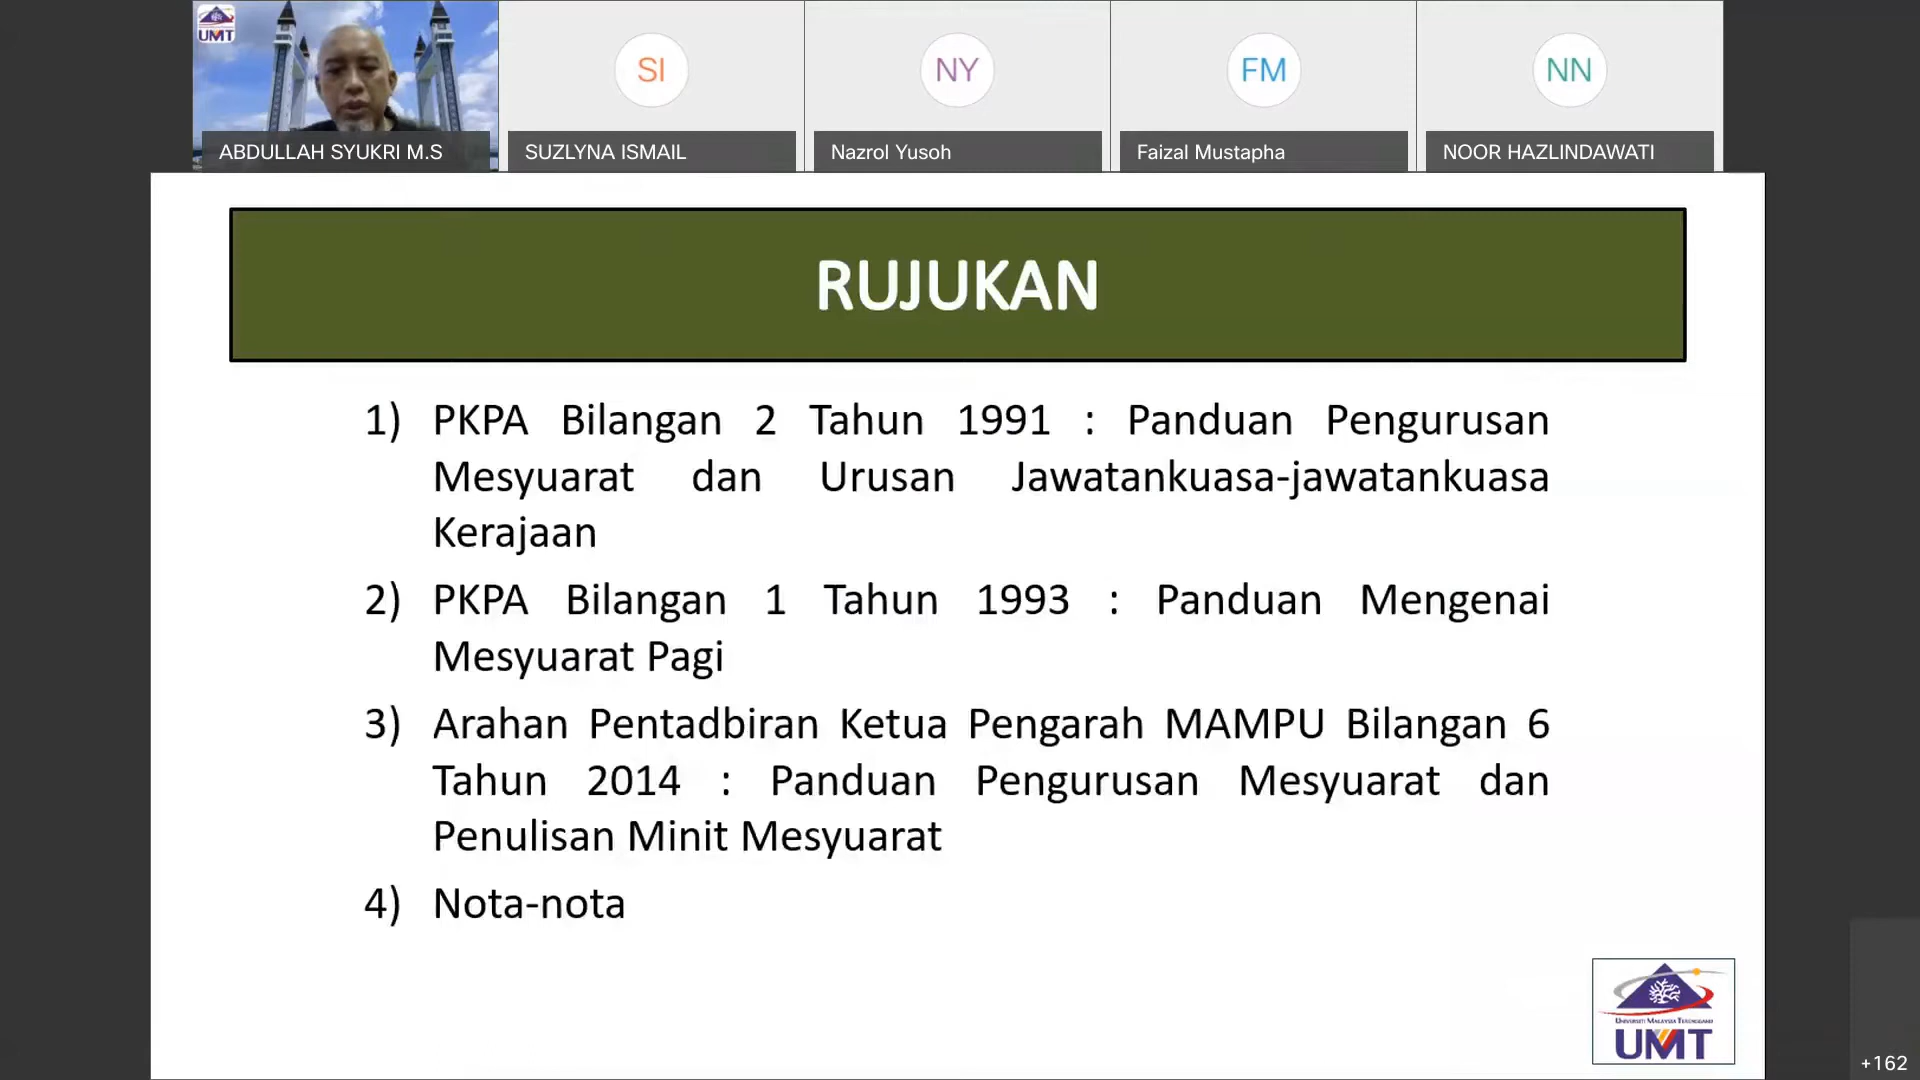 UMT
SI
NY
FM
NN
ABDULLAH SYUKRI M.S
SUZLYNA ISMAIL
Nazrol Yusoh
Faizal Mustapha
NOOR HAZLINDAWATI
RUJUKAN
1) PKPA Bilangan 2 Tahun 1991 : Panduan Pengurusan
Mesyuarat dan Urusan Jawatankuasa-jawatankuasa
Kerajaan
2) PKPA Bilangan 1 Tahun 1993 : Panduan Mengenai
Mesyuarat Pagi
3) Arahan Pentadbiran Ketua Pengarah MAMPU Bilangan 6
Tahun 2014 : Panduan Pengurusan Mesyuarat dan
Penulisan Minit Mesyuarat
4) Nota-nota
UNIVERSITI MALAYSIA TERENGGANU
UMT
+162